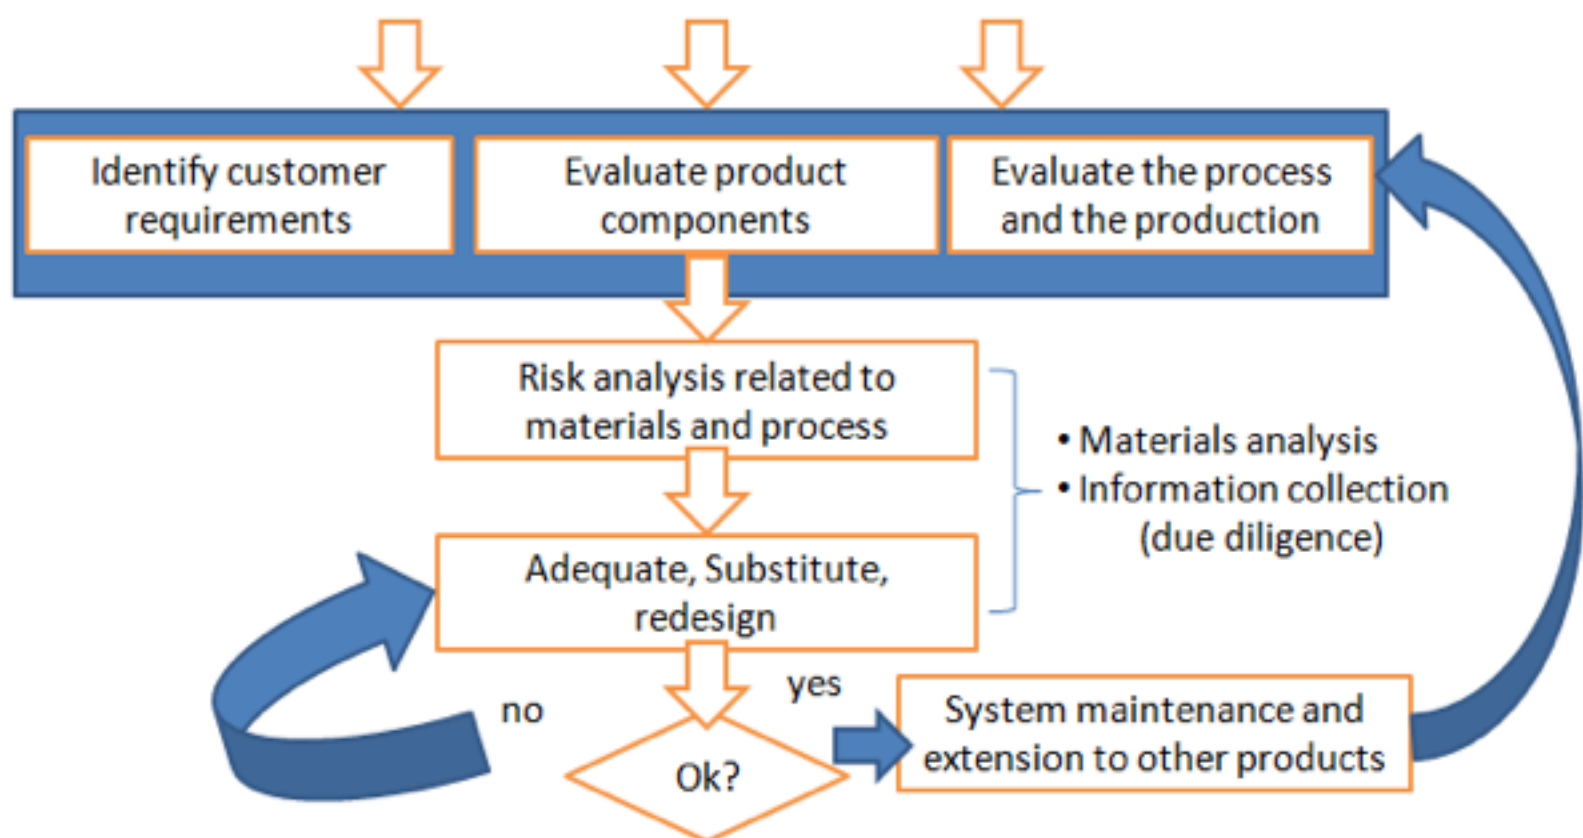 Identify customer
requirements
Evaluate product
components
Evaluate the process
and the production
Risk analysis related to
materials and process
• Materials analysis
• Information collection
(due diligence)
Adequate, Substitute,
redesign
no
yes
Ok?
System maintenance and
extension to other products